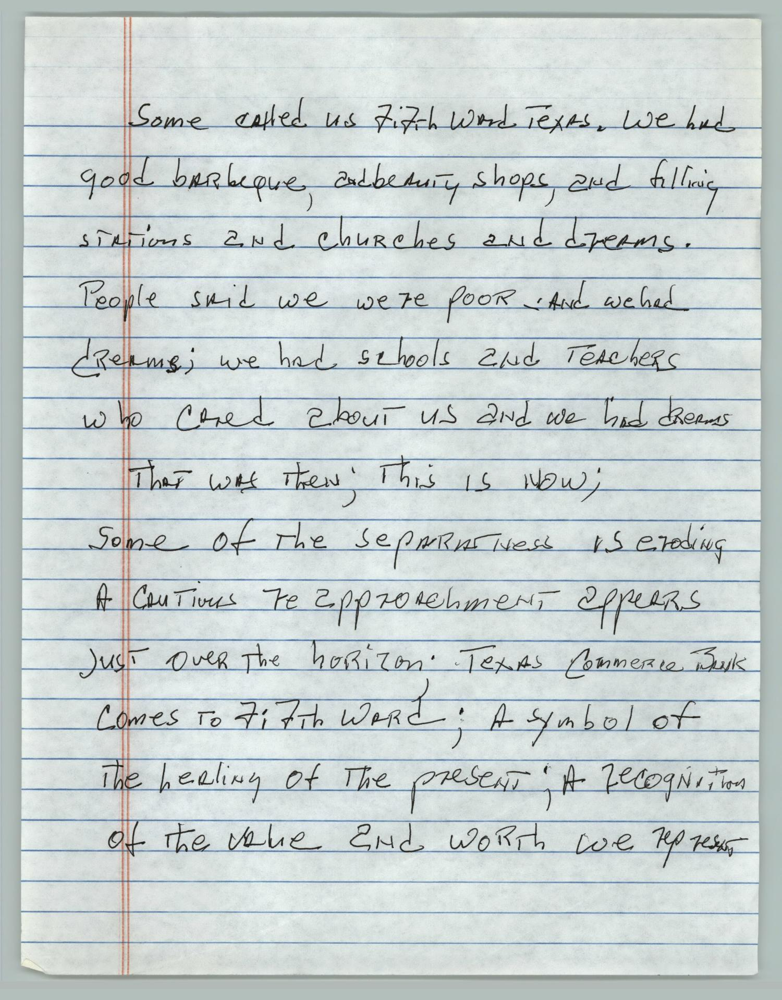 Some called us Fifth Ward Texas. We had
good barbeque, and beauty shops, and filling
stations and churches and dreams.
People said we were poor - and we had
dreams; we had schools and Teachers
who cared about us and we had dreams
That was then; This is now;
Some of the separatness is eroding
A cautious re approachment appears
just over the horizon; Texas Commerce Bank
comes to Fifth Ward; A symbol of
the healing of the present; A recognition
of the value and worth we represent